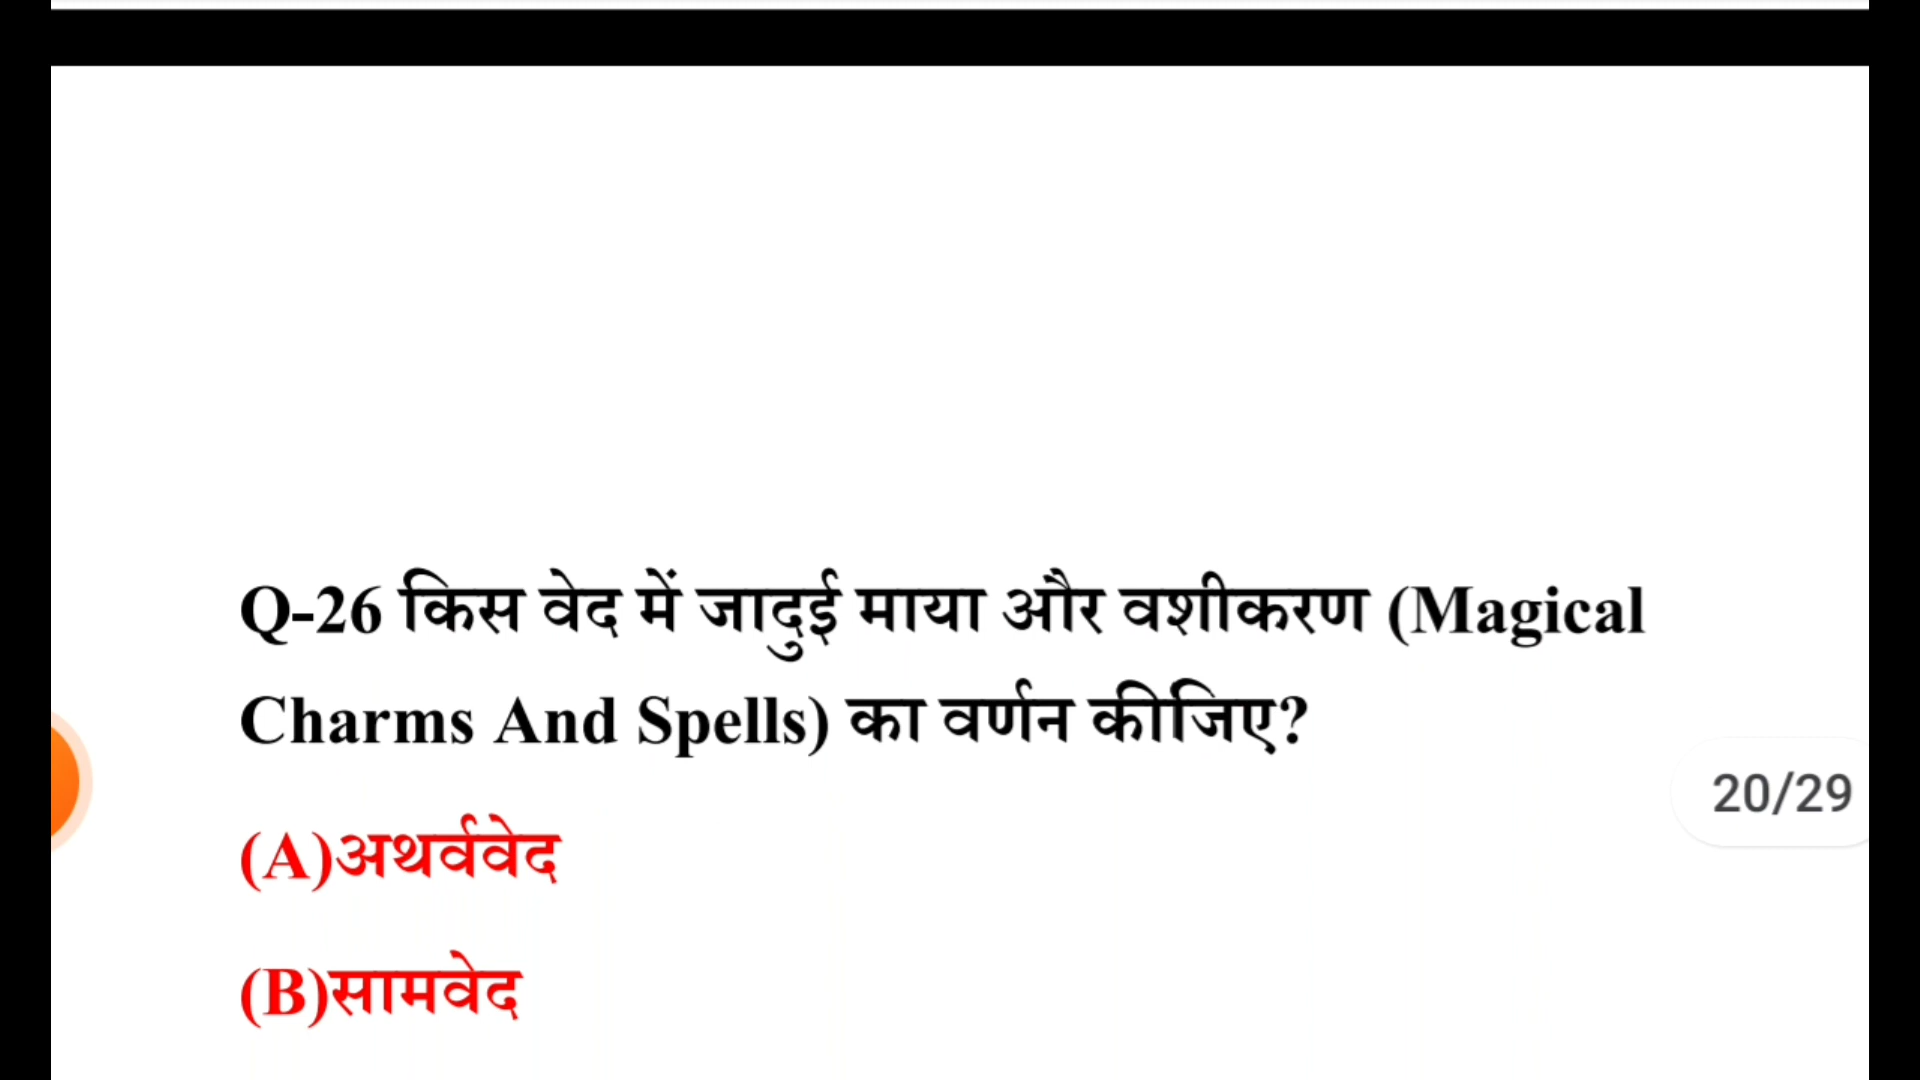 Q-26 किस वेद में जादुई माया और वशीकरण (Magical
Charms And Spells) का वर्णन कीजिए?
20/29
(A)अथर्ववेद
(B)सामवेद